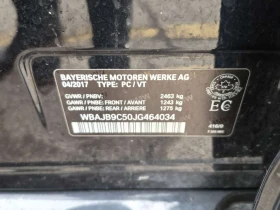 BAYERISCHE MOTOREN WERKE AG
04/2017 TYPE: PC / VT
GVWR / PNBV: 2463 kg
GAWR / PNBE: FRONT / AVANT 1243 kg
GAWR / PNBE: REAR / ARRIERE 1275 kg
WBAJB9C50JG464034
EC